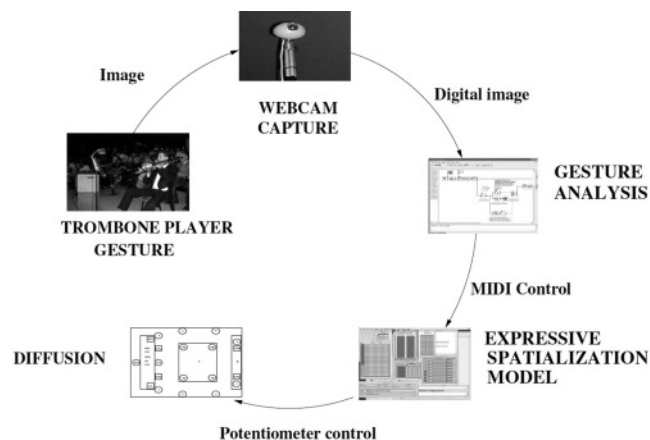 Image
WEBCAM
CAPTURE
Digital image
GESTURE
ANALYSIS
TROMBONE PLAYER
GESTURE
MIDI Control
EXPRESSIVE
SPATIALIZATION
MODEL
DIFFUSION
Potentiometer control